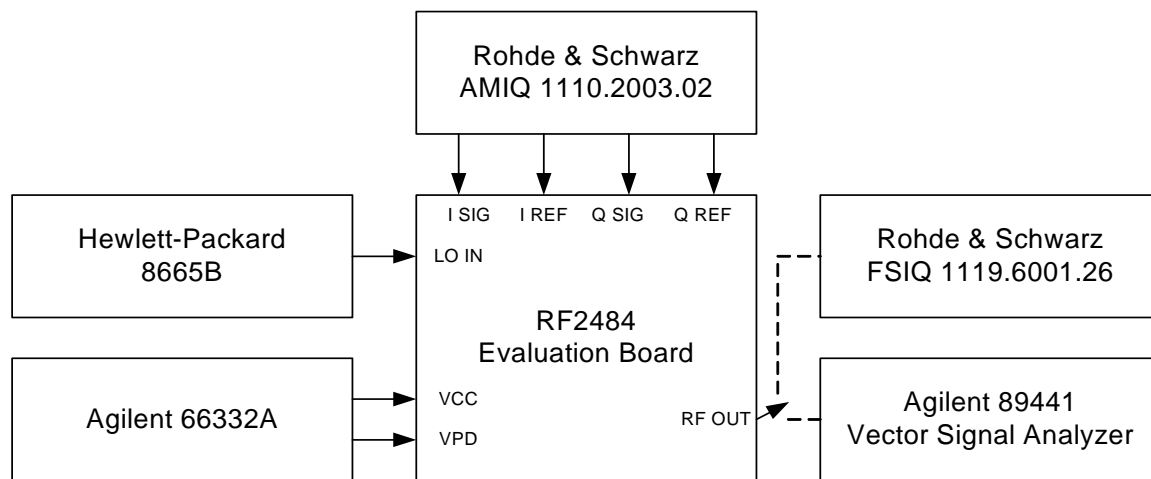 Rohde & Schwarz
AMIQ 1110.2003.02
I SIG I REF Q SIG Q REF
Hewlett-Packard
8665B
LO IN
Rohde & Schwarz
FSIQ 1119.6001.26
RF2484
Evaluation Board
Agilent 66332A
VCC
VPD
RF OUT
Agilent 89441
Vector Signal Analyzer